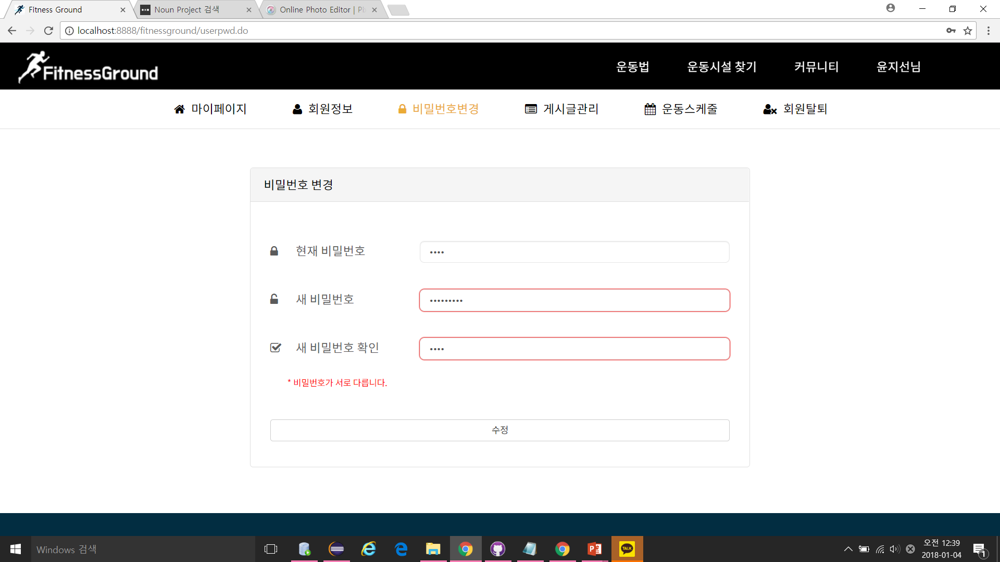 Fitness Ground
Noun Project 검색
Online Photo Editor | Pi
localhost:8888/fitnessground/userpwd.do
FitnessGround
운동법 운동시설 찾기 커뮤니티 윤지선님
마이페이지 회원정보 비밀번호변경 게시글관리 운동스케줄 회원탈퇴
비밀번호 변경
현재 비밀번호 ••••
새 비밀번호 •••••••••
새 비밀번호 확인 ••••
* 비밀번호가 서로 다릅니다.
수정
Windows 검색
TALK
오전 12:39
2018-01-04
1